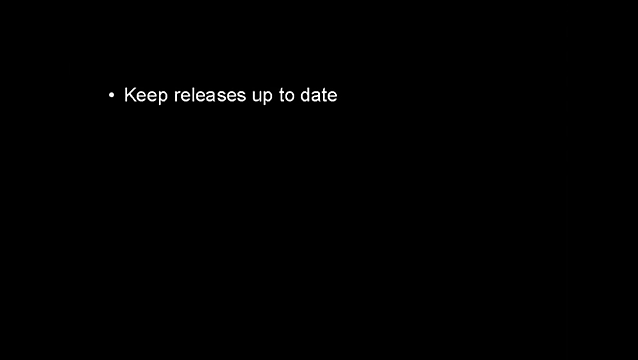 • Keep releases up to date